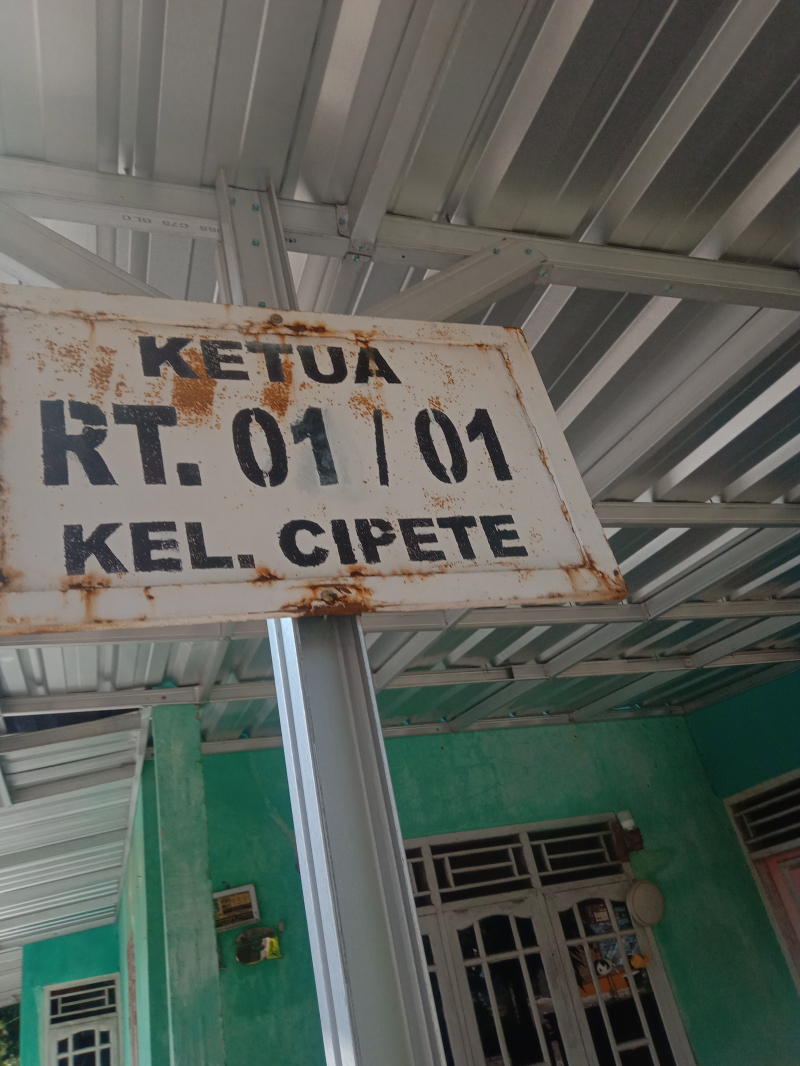 KETUA
RT. 01 / 01
KEL. CIPETE